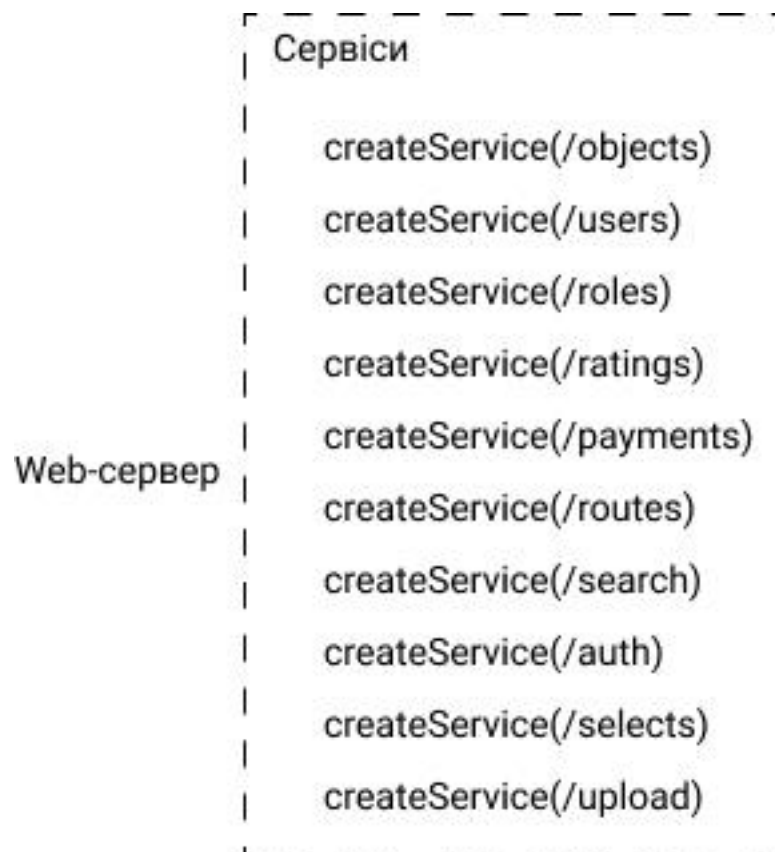 Сервіси
createService(/objects)
createService(/users)
createService(/roles)
createService(/ratings)
createService(/payments)
Web-сервер
createService(/routes)
createService(/search)
createService(/auth)
createService(/selects)
createService(/upload)